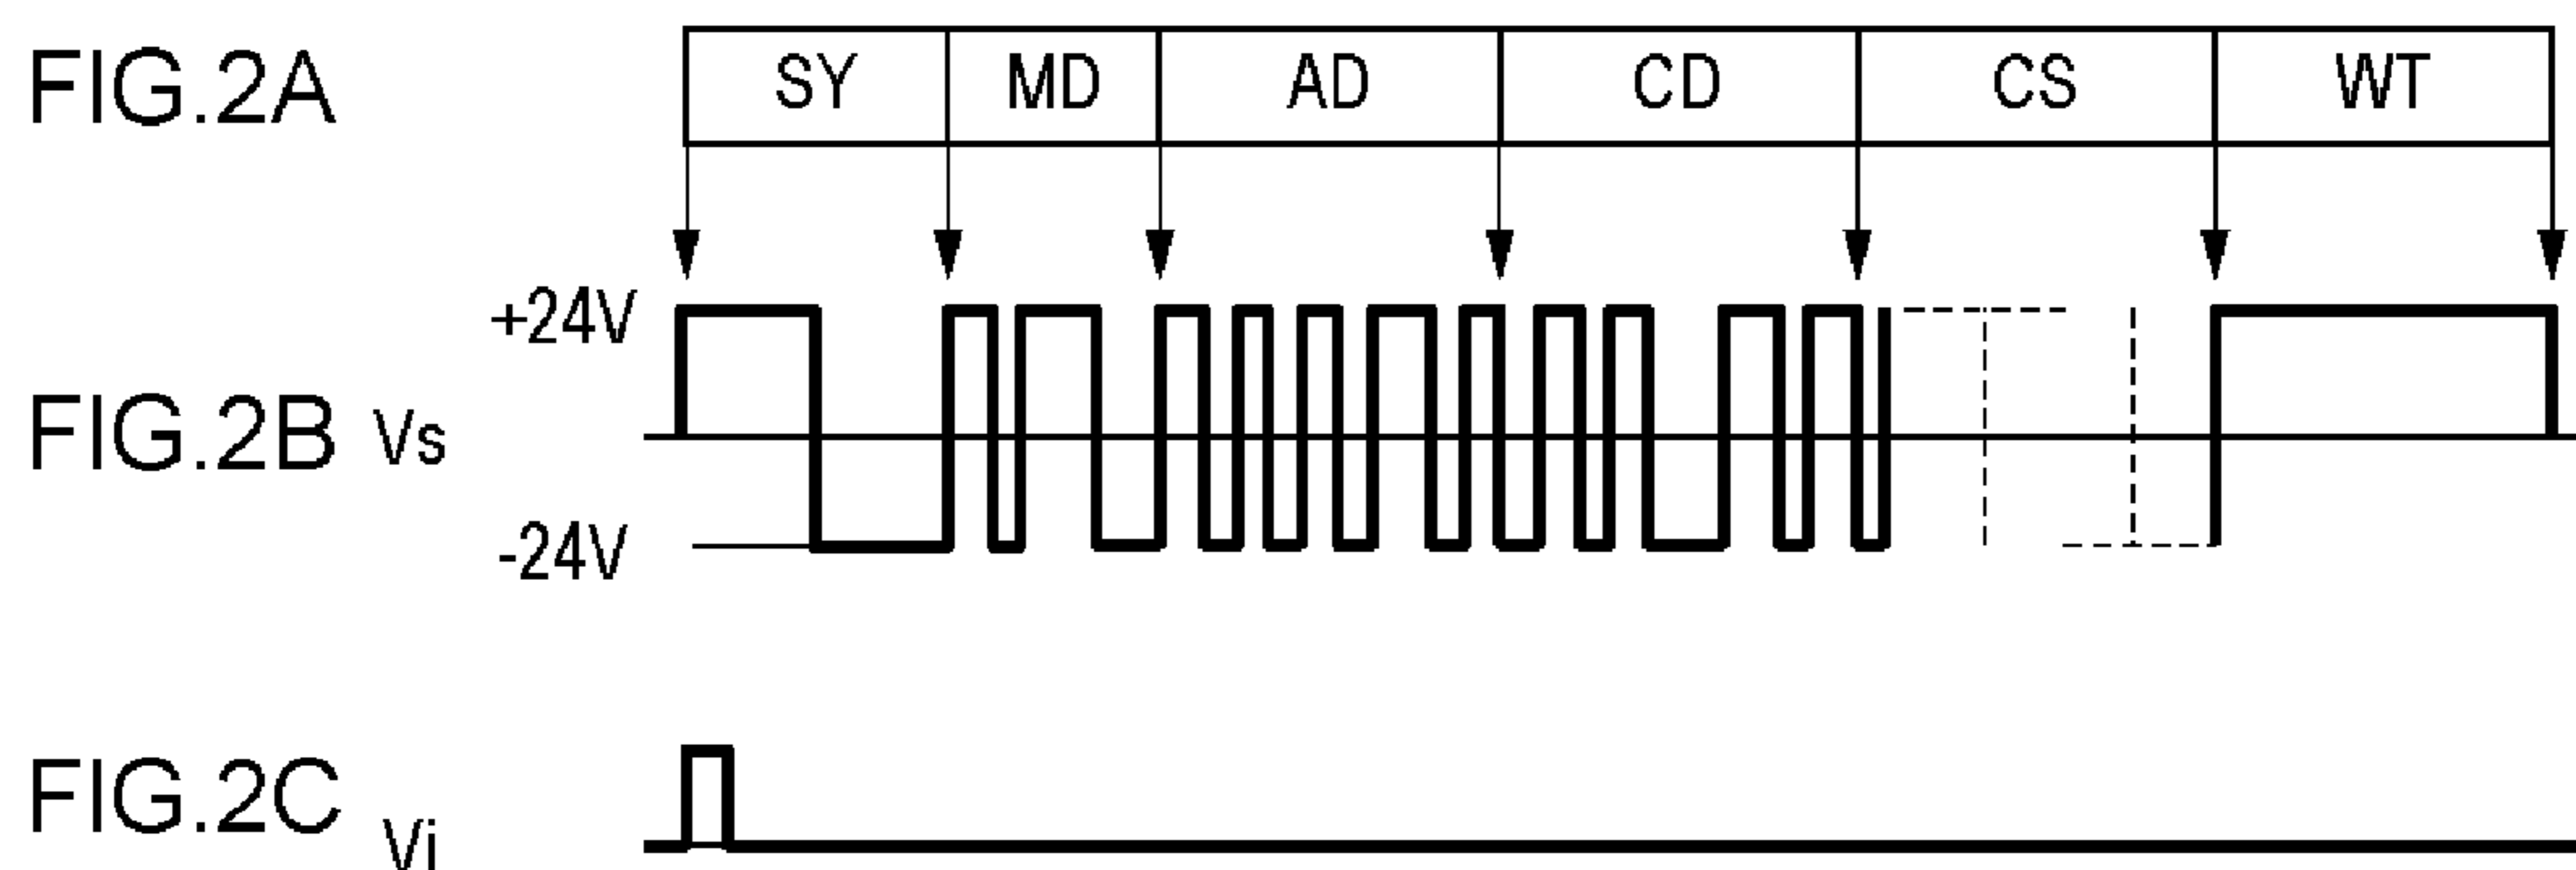 FIG.2A
SY MD AD CD CS WT
+24V
FIG.2B Vs
-24V
FIG.2C Vi